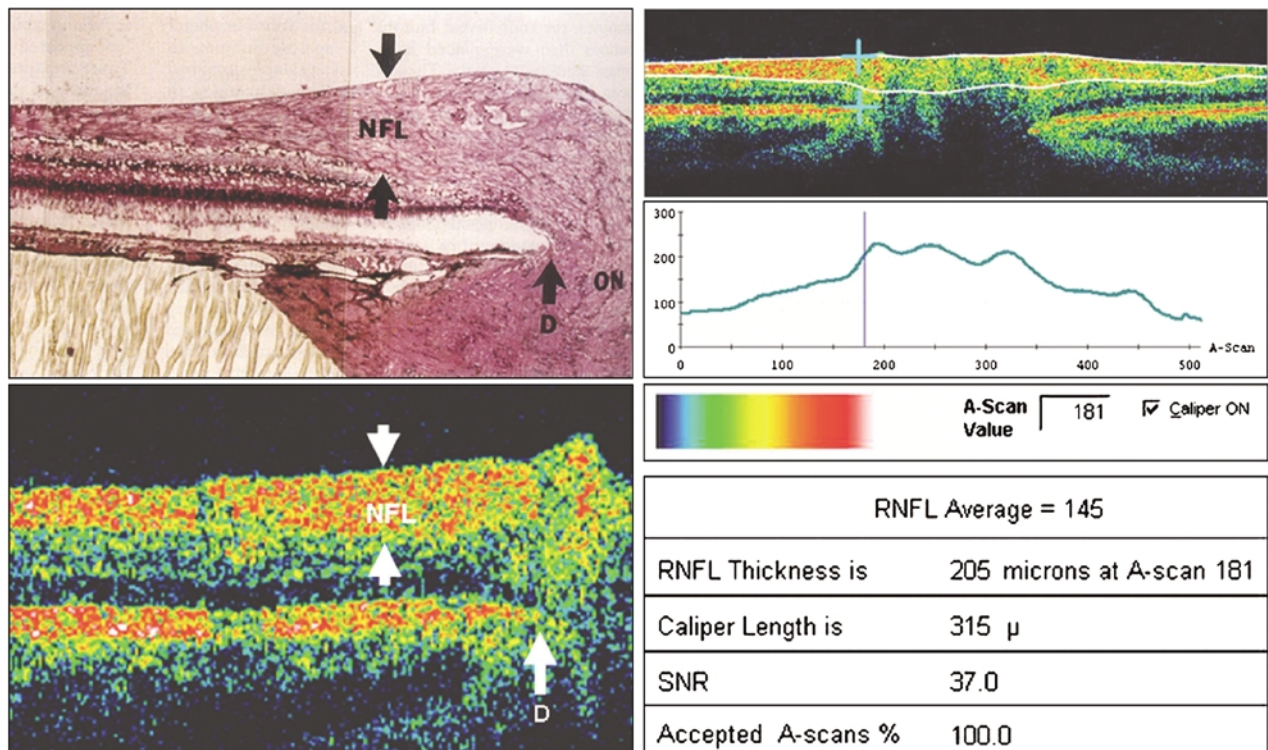 NFL
ON
D
300
200
100
0
0 100 200 300 400 500
A-Scan
A-Scan Value 181 Caliper ON
NFL
D
RNFL Average = 145
RNFL Thickness is 205 microns at A-scan 181
Caliper Length is 315 μ
SNR 37.0
Accepted A-scans % 100.0